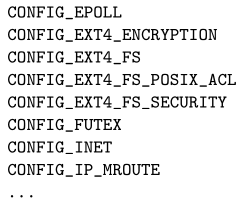 CONFIG_EPOLL
CONFIG_EXT4_ENCRYPTION
CONFIG_EXT4_FS
CONFIG_EXT4_FS_POSIX_ACL
CONFIG_EXT4_FS_SECURITY
CONFIG_FUTEX
CONFIG_INET
CONFIG_IP_MROUTE
...